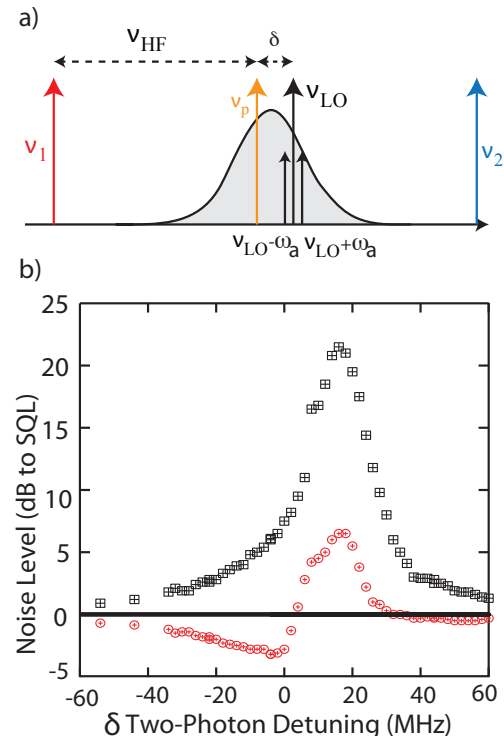 a)
ν_HF
δ
ν_1
ν_p
ν_LO
ν_2
ν_LO-ω_a
ν_LO+ω_a
b)
25
20
15
10
5
0
-5
-60
-40
-20
0
20
40
60
Noise Level (dB to SQL)
δ Two-Photon Detuning (MHz)